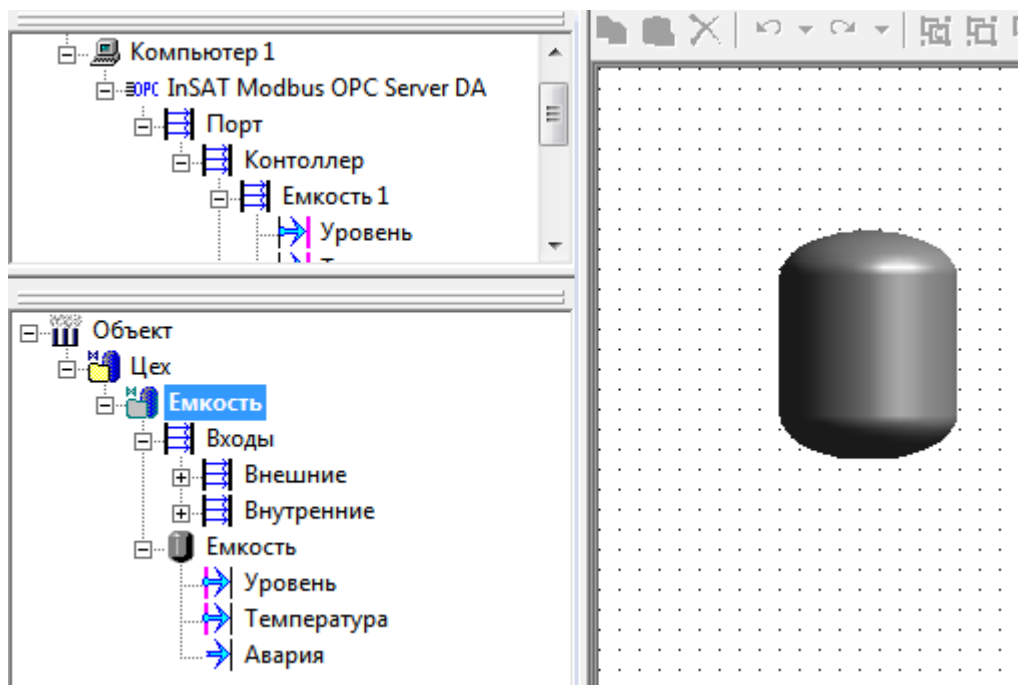 Компьютер 1
OPC InSAT Modbus OPC Server DA
Порт
Контоллер
Емкость 1
Уровень
Объект
Цех
Емкость
Входы
Внешние
Внутренние
Емкость
Уровень
Температура
Авария